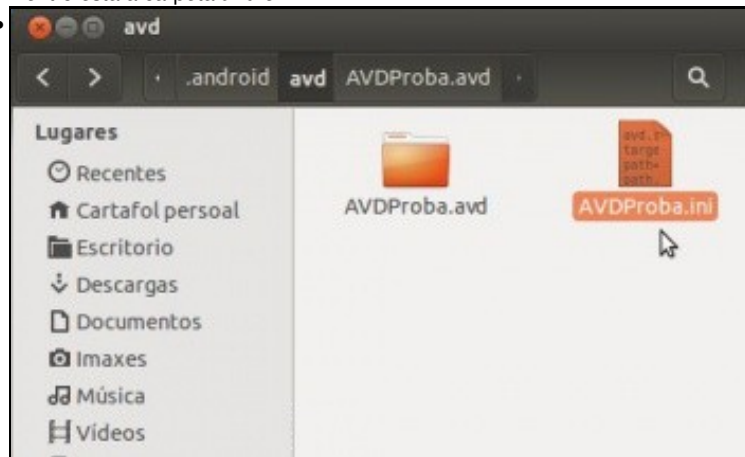 avd
.android avd AVDProba.avd
Lugares
Recentes
Cartafol persoal
Escritorio
Descargas
Documentos
Imaxes
Música
Vídeos
AVDProba.avd
AVDProba.ini